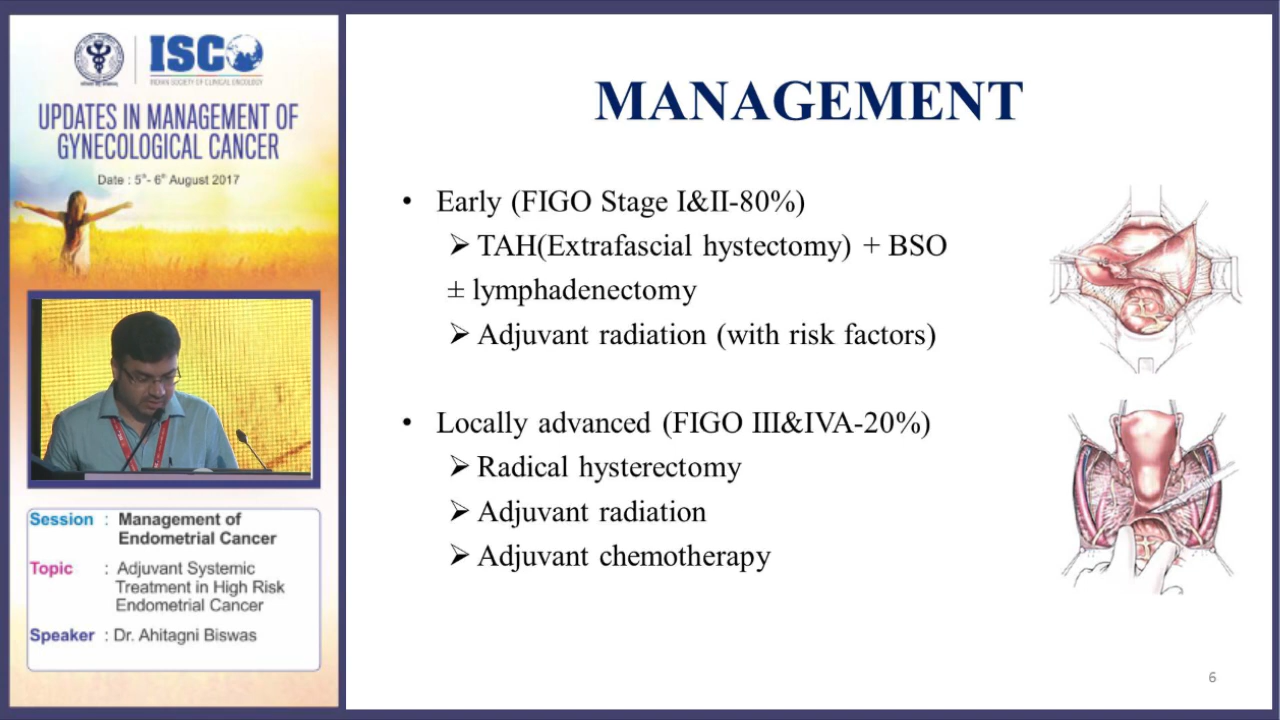 ISCO
INDIAN SOCIETY OF CLINICAL ONCOLOGY
UPDATES IN MANAGEMENT OF
GYNECOLOGICAL CANCER
Date : 5th- 6th August 2017
Session : Management of
Endometrial Cancer
Topic : Adjuvant Systemic
Treatment in High Risk
Endometrial Cancer
Speaker : Dr. Ahitagni Biswas
MANAGEMENT
• Early (FIGO Stage I&II-80%)
➢ TAH(Extrafascial hystectomy) + BSO
± lymphadenectomy
➢ Adjuvant radiation (with risk factors)
• Locally advanced (FIGO III&IVA-20%)
➢ Radical hysterectomy
➢ Adjuvant radiation
➢ Adjuvant chemotherapy
6